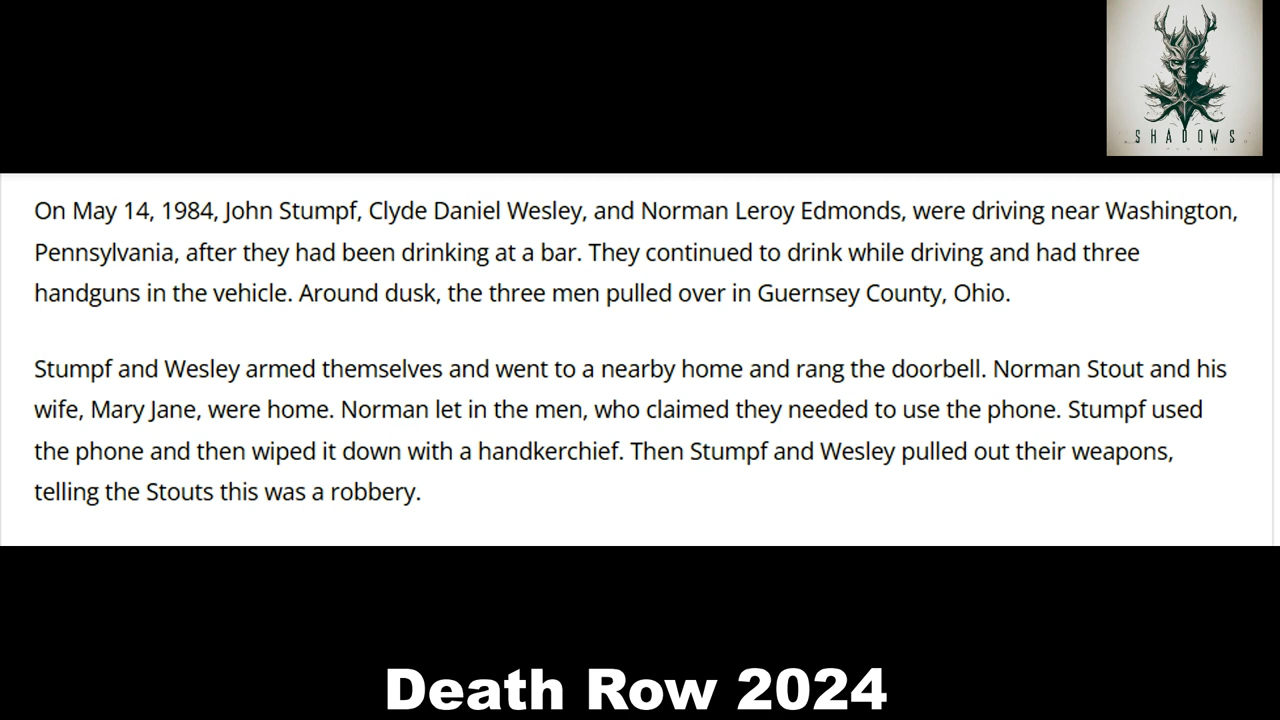 SHADOWS
On May 14, 1984, John Stumpf, Clyde Daniel Wesley, and Norman Leroy Edmonds, were driving near Washington,
Pennsylvania, after they had been drinking at a bar. They continued to drink while driving and had three
handguns in the vehicle. Around dusk, the three men pulled over in Guernsey County, Ohio.
Stumpf and Wesley armed themselves and went to a nearby home and rang the doorbell. Norman Stout and his
wife, Mary Jane, were home. Norman let in the men, who claimed they needed to use the phone. Stumpf used
the phone and then wiped it down with a handkerchief. Then Stumpf and Wesley pulled out their weapons,
telling the Stouts this was a robbery.
Death Row 2024